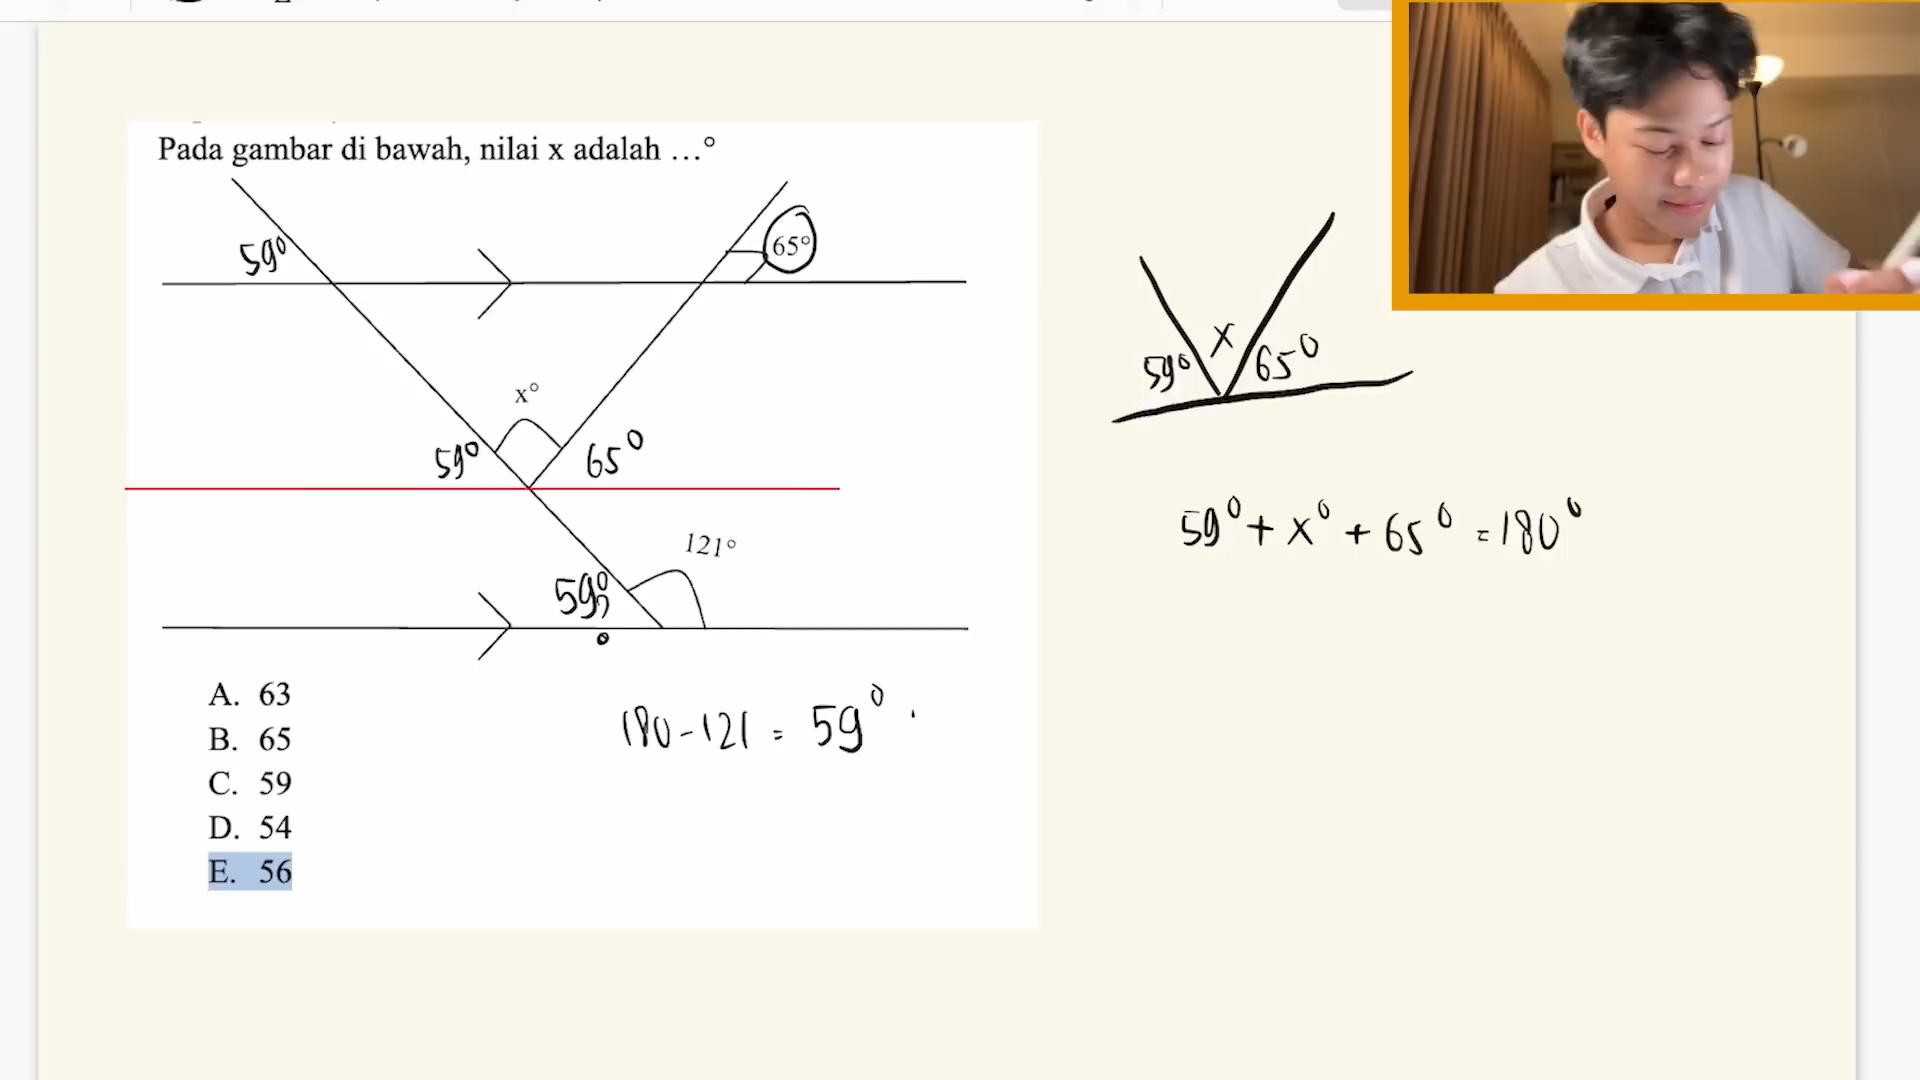 Pada gambar di bawah, nilai x adalah …°
59°
65°
x°
59°
65°
121°
59°
A. 63
B. 65
C. 59
D. 54
E. 56
180 - 121 = 59°
59°
x
65°
59° + x° + 65° = 180°